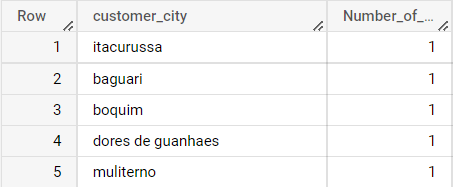 Row customer_city Number_of_...
1 itacurussa 1
2 baguari 1
3 boquim 1
4 dores de guanhaes 1
5 muliterno 1